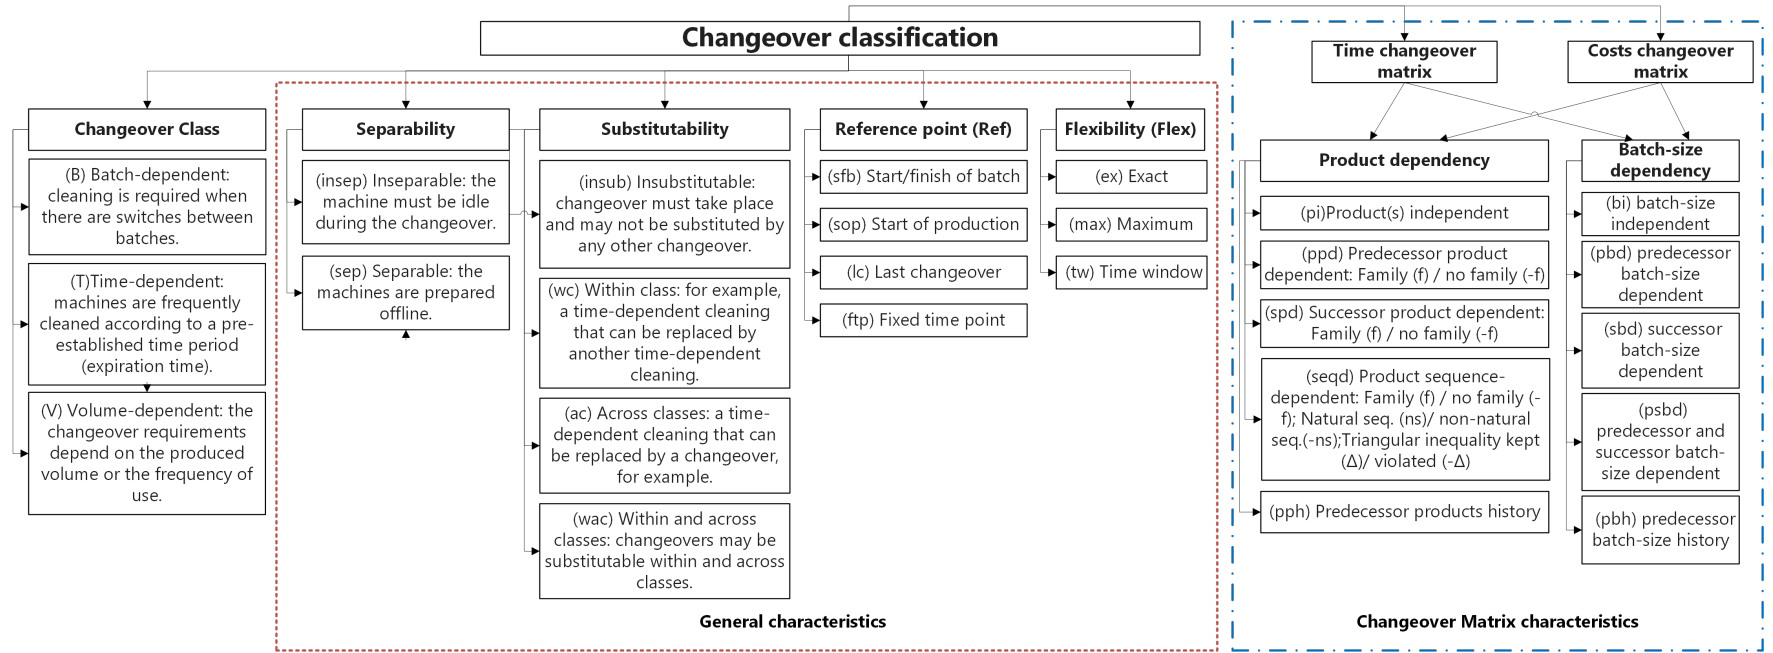 Changeover classification
Time changeover
matrix
Costs changeover
matrix
Changeover Class
(B) Batch-dependent:
cleaning is required when
there are switches between
batches.
(T)Time-dependent:
machines are frequently
cleaned according to a pre-
established time period
(expiration time).
(V) Volume-dependent: the
changeover requirements
depend on the produced
volume or the frequency of
use.
Separability
(insep) Inseparable: the
machine must be idle
during the changeover.
(sep) Separable: the
machines are prepared
offline.
Substitutability
(insub) Insubstitutable:
changeover must take place
and may not be substituted by
any other changeover.
(wc) Within class: for example,
a time-dependent cleaning
that can be replaced by
another time-dependent
cleaning.
(ac) Across classes: a time-
dependent cleaning that can
be replaced by a changeover,
for example.
(wac) Within and across
classes: changeovers may be
substitutable within and across
classes.
Reference point (Ref)
(sfb) Start/finish of batch
(sop) Start of production
(lc) Last changeover
(ftp) Fixed time point
Flexibility (Flex)
(ex) Exact
(max) Maximum
(tw) Time window
General characteristics
Product dependency
(pi)Product(s) independent
(ppd) Predecessor product
dependent: Family (f) / no family (-f)
(spd) Successor product dependent:
Family (f) / no family (-f)
(seqd) Product sequence-
dependent: Family (f) / no family (-
f); Natural seq. (ns)/ non-natural
seq.(-ns);Triangular inequality kept
(Δ)/ violated (-Δ)
(pph) Predecessor products history
Batch-size
dependency
(bi) batch-size
independent
(pbd) predecessor
batch-size
dependent
(sbd) successor
batch-size
dependent
(psbd)
predecessor and
successor batch-
size dependent
(pbh) predecessor
batch-size history
Changeover Matrix characteristics